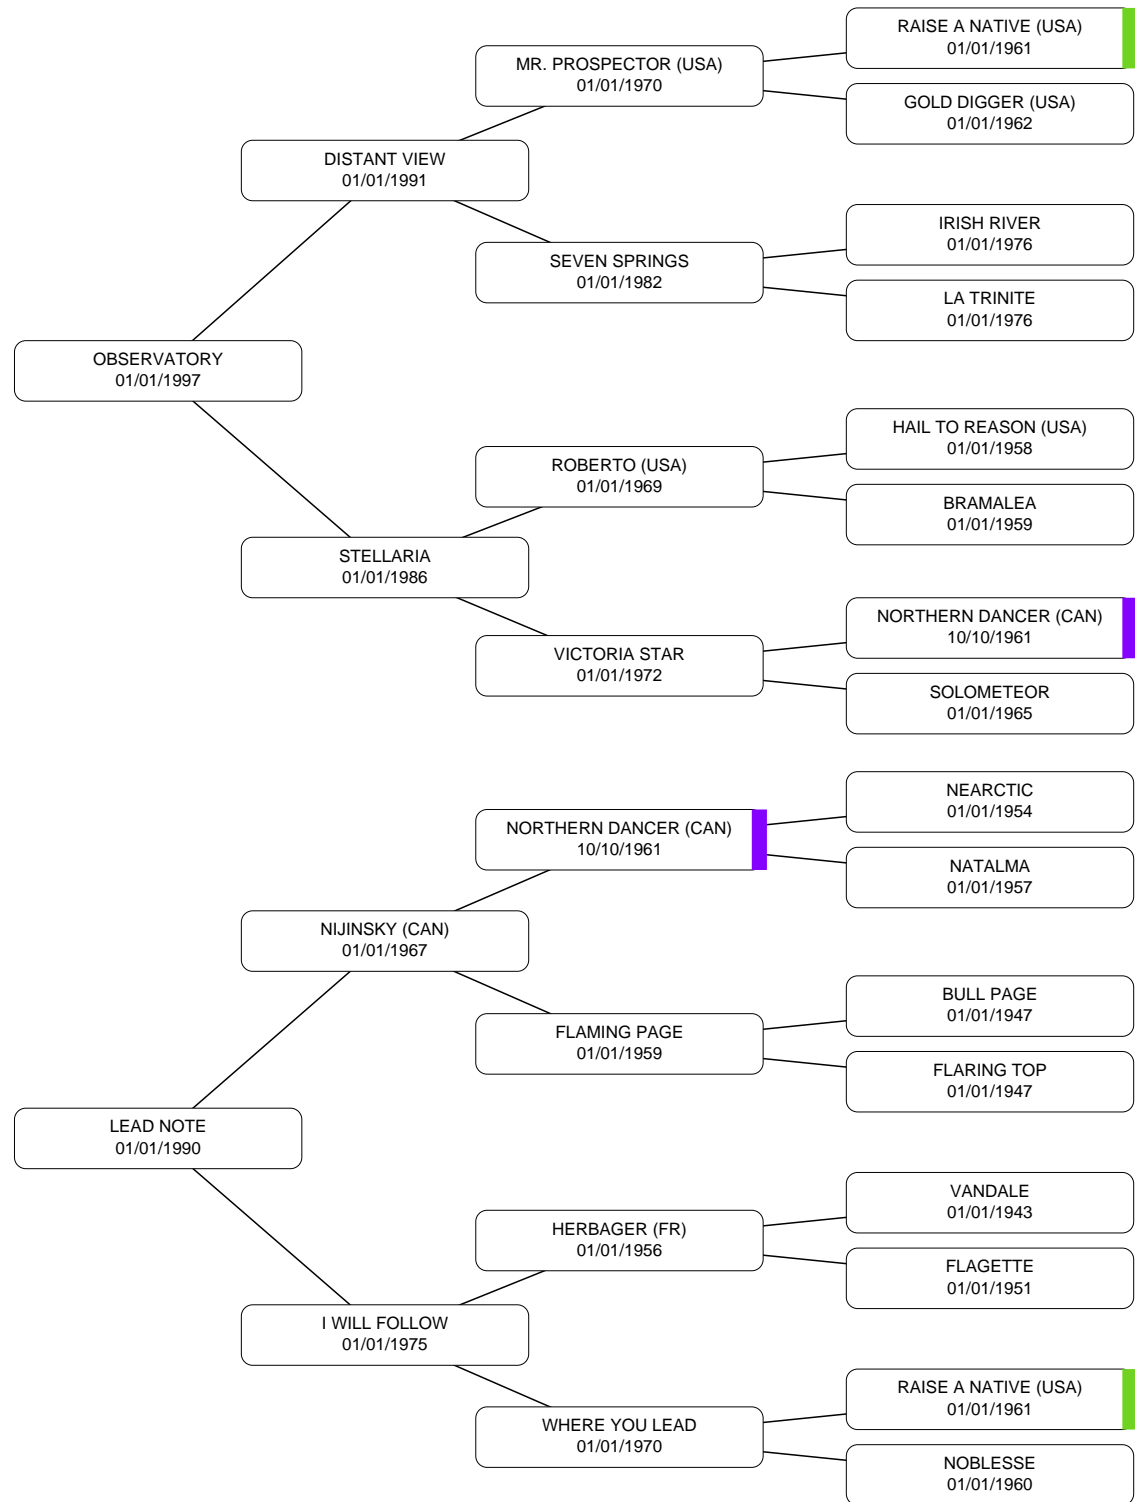 RAISE A NATIVE (USA)
01/01/1961
MR. PROSPECTOR (USA)
01/01/1970
GOLD DIGGER (USA)
01/01/1962
DISTANT VIEW
01/01/1991
IRISH RIVER
01/01/1976
SEVEN SPRINGS
01/01/1982
LA TRINITE
01/01/1976
OBSERVATORY
01/01/1997
HAIL TO REASON (USA)
01/01/1958
ROBERTO (USA)
01/01/1969
BRAMALEA
01/01/1959
STELLARIA
01/01/1986
NORTHERN DANCER (CAN)
10/10/1961
VICTORIA STAR
01/01/1972
SOLOMETEOR
01/01/1965
NEARCTIC
01/01/1954
NORTHERN DANCER (CAN)
10/10/1961
NATALMA
01/01/1957
NIJINSKY (CAN)
01/01/1967
BULL PAGE
01/01/1947
FLAMING PAGE
01/01/1959
FLARING TOP
01/01/1947
LEAD NOTE
01/01/1990
VANDALE
01/01/1943
HERBAGER (FR)
01/01/1956
FLAGETTE
01/01/1951
I WILL FOLLOW
01/01/1975
RAISE A NATIVE (USA)
01/01/1961
WHERE YOU LEAD
01/01/1970
NOBLESSE
01/01/1960